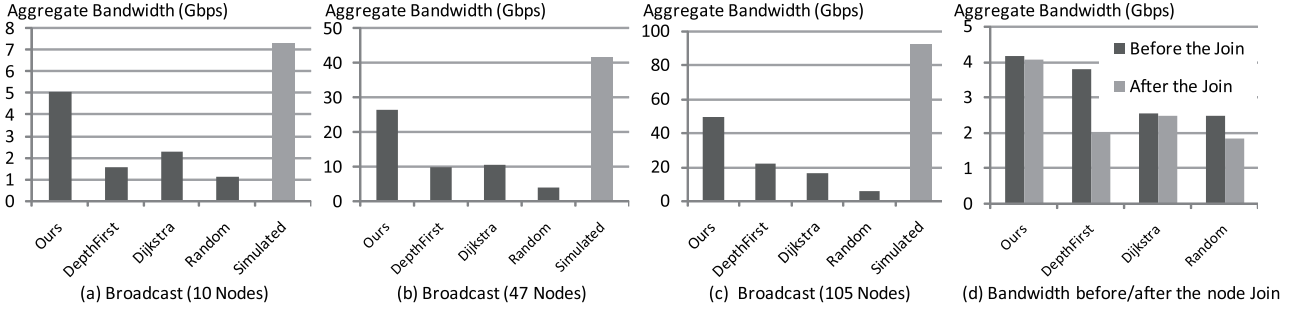 Aggregate Bandwidth (Gbps)
8
7
6
5
4
3
2
1
0
Ours
DepthFirst
Dijkstra
Random
Simulated
(a) Broadcast (10 Nodes)
Aggregate Bandwidth (Gbps)
50
40
30
20
10
0
Ours
DepthFirst
Dijkstra
Random
Simulated
(b) Broadcast (47 Nodes)
Aggregate Bandwidth (Gbps)
100
80
60
40
20
0
Ours
DepthFirst
Dijkstra
Random
Simulated
(c) Broadcast (105 Nodes)
Aggregate Bandwidth (Gbps)
5
4
3
2
1
0
Before the Join
After the Join
Ours
DepthFirst
Dijkstra
Random
(d) Bandwidth before/after the node Join